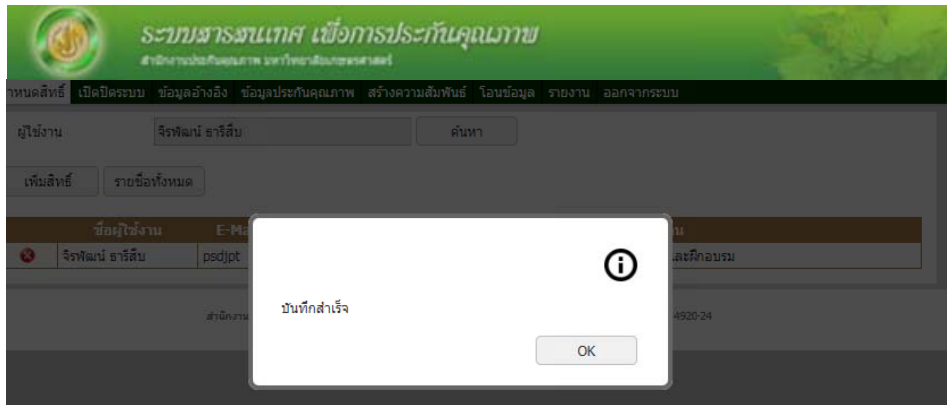 ระบบสารสนเทศ เพื่อการประกันคุณภาพ
สำนักงานประกันคุณภาพ มหาวิทยาลัยเกษตรศาสตร์
กำหนดสิทธิ์ เปิดปิดระบบ ข้อมูลอ้างอิง ข้อมูลประกันคุณภาพ สร้างความสัมพันธ์ โอนข้อมูล รายงาน ออกจากระบบ
ผู้ใช้งาน จิรพัฒน์ ธารีสืบ ค้นหา
เพิ่มสิทธิ์ รายชื่อทั้งหมด
ชื่อผู้ใช้งาน E-Ma น
จิรพัฒน์ ธารีสืบ psdjpt และฝึกอบรม
บันทึกสำเร็จ
สำนักงาน 4920-24
OK